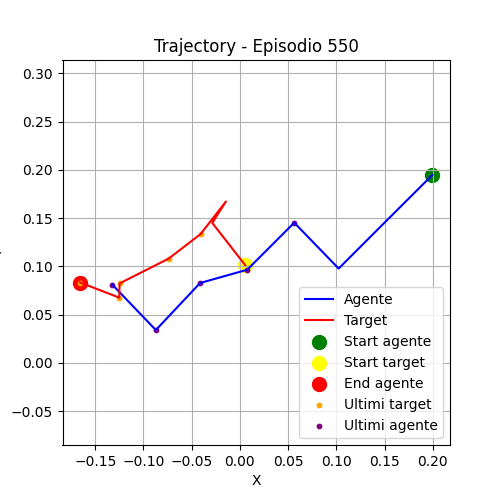 Trajectory - Episodio 550
0.30
0.25
0.20
0.15
0.10
0.05
0.00
−0.05
−0.15
−0.10
−0.05
0.00
0.05
0.10
0.15
0.20
X
Agente
Target
Start agente
Start target
End agente
Ultimi target
Ultimi agente